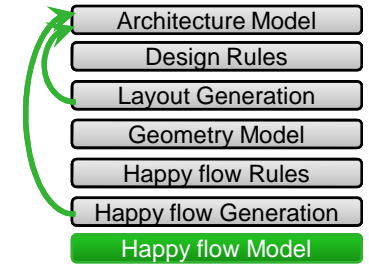 Architecture Model
Design Rules
Layout Generation
Geometry Model
Happy flow Rules
Happy flow Generation
Happy flow Model